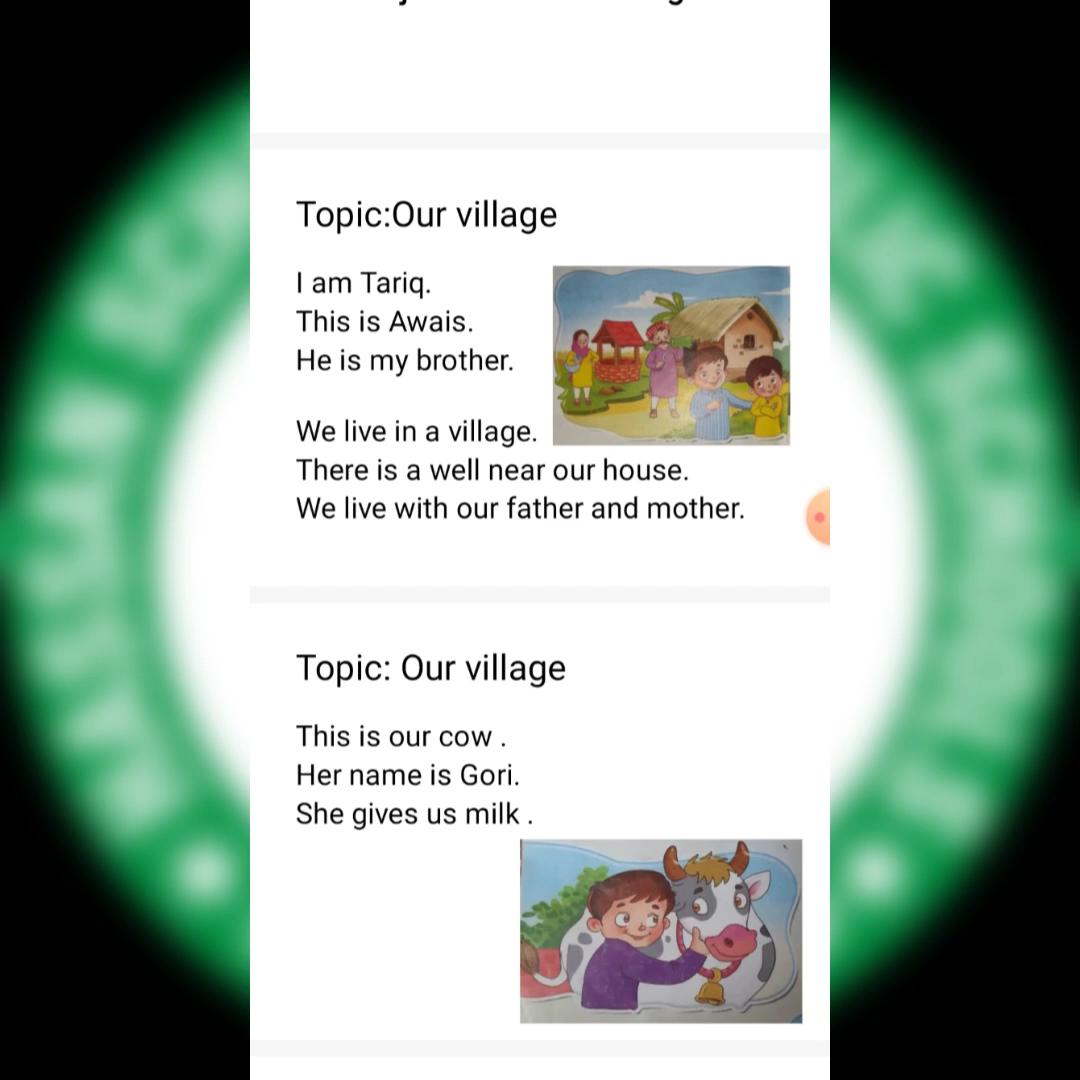 Topic:Our village
I am Tariq.
This is Awais.
He is my brother.
We live in a village.
There is a well near our house.
We live with our father and mother.
Topic: Our village
This is our cow .
Her name is Gori.
She gives us milk .